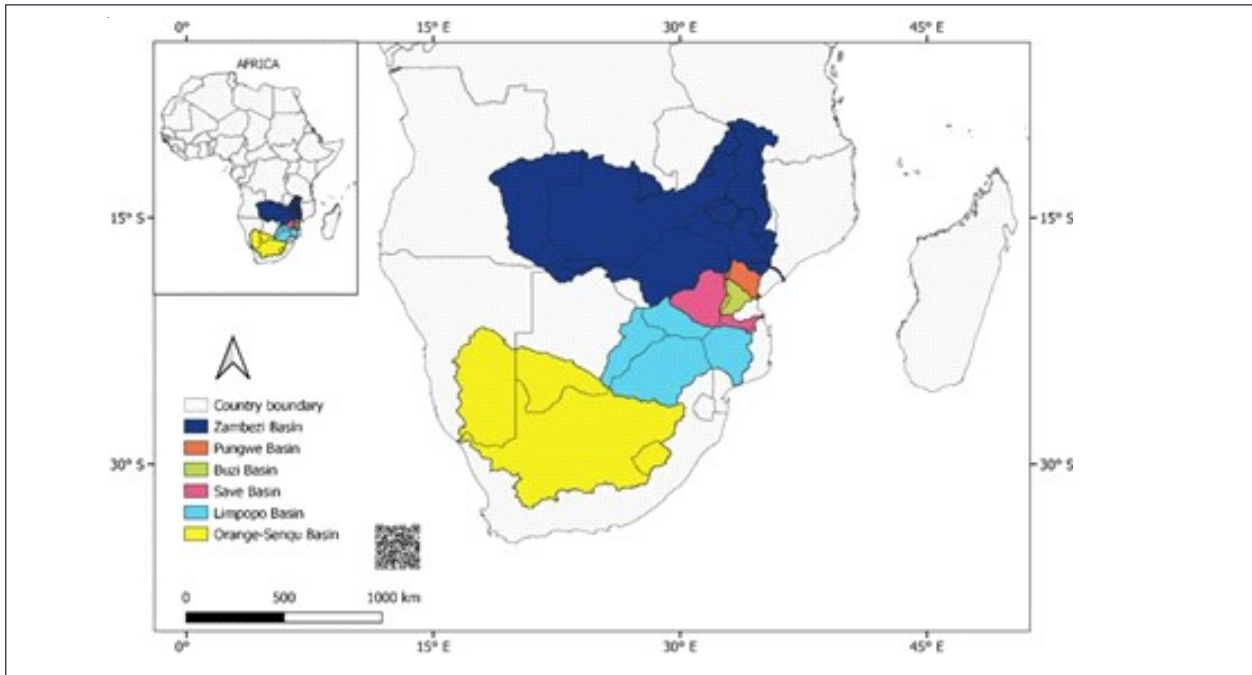 0°
15° E
30° E
45° E
AFRICA
15° S
15° S
Country boundary
Zambezi Basin
Pungwe Basin
Buzi Basin
Save Basin
Limpopo Basin
Orange-Senqu Basin
30° S
30° S
0 500 1000 km
0°
15° E
30° E
45° E